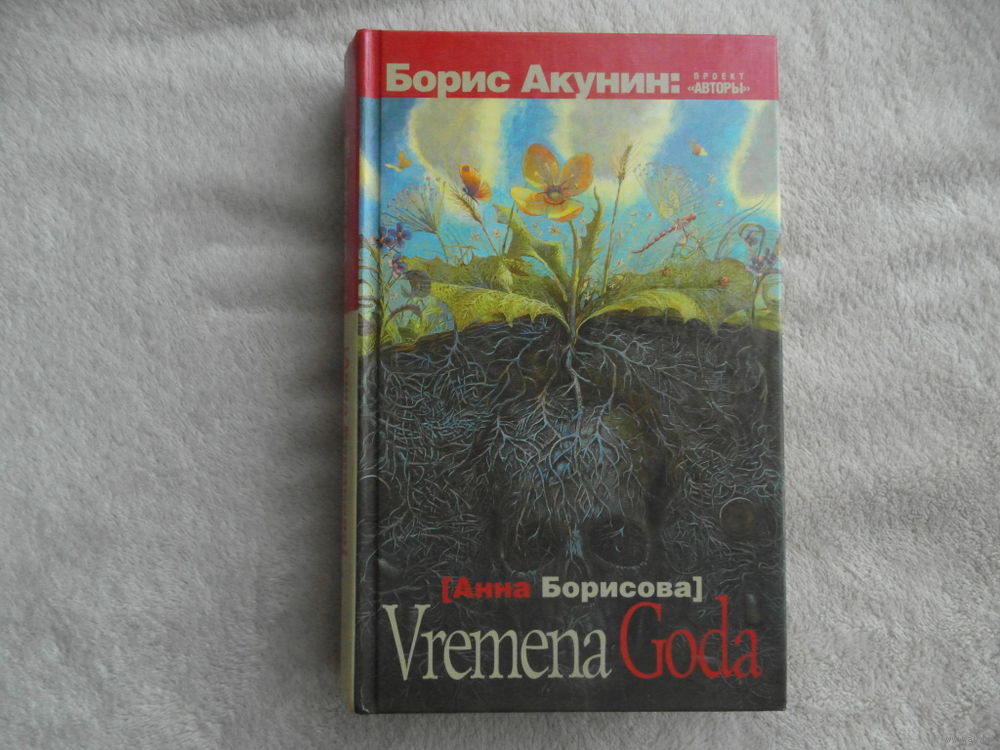 Борис Акунин:
ПРОЕКТ
«АВТОРЫ»
[Анна Борисова]
Vremena Goda